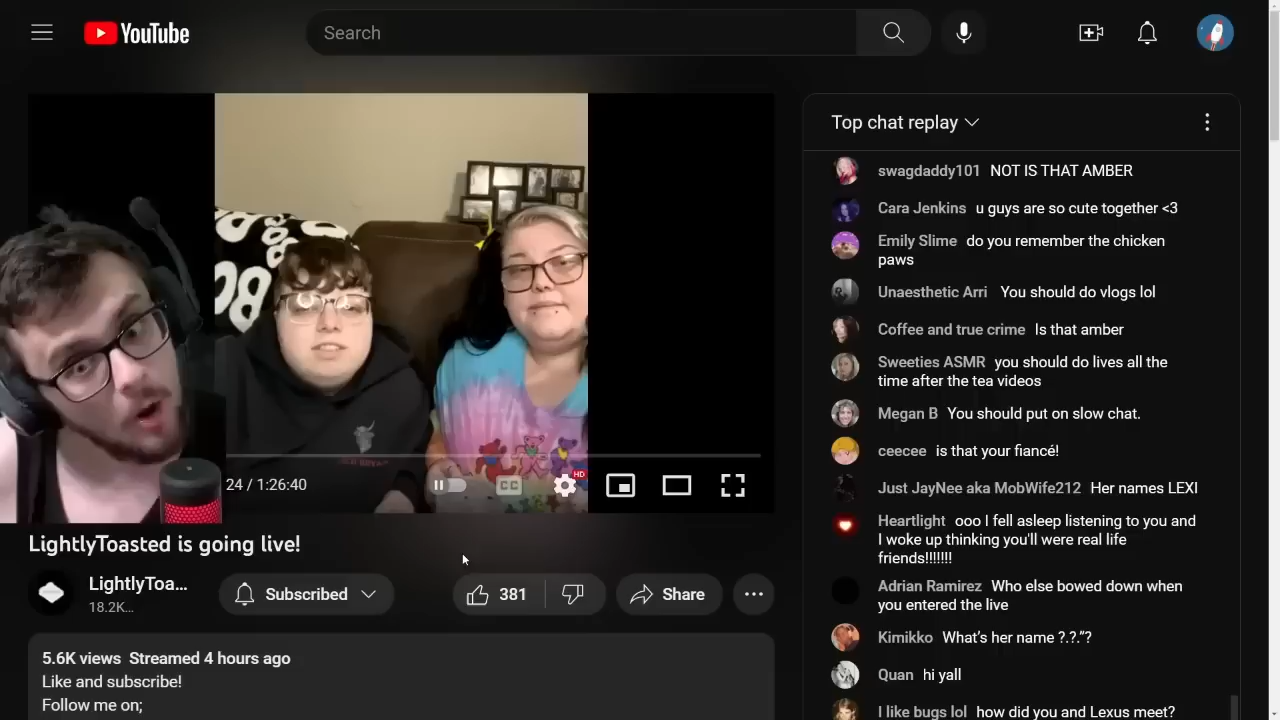 YouTube
Search
Top chat replay
swagdaddy101 NOT IS THAT AMBER
Cara Jenkins u guys are so cute together <3
Emily Slime do you remember the chicken
paws
Unaesthetic Arri You should do vlogs lol
Coffee and true crime Is that amber
Sweeties ASMR you should do lives all the
time after the tea videos
Megan B You should put on slow chat.
ceecee is that your fiancé!
Just JayNee aka MobWife212 Her names LEXI
Heartlight ooo I fell asleep listening to you and
I woke up thinking you'll were real life
friends!!!!!!!
Adrian Ramirez Who else bowed down when
you entered the live
Kimikko What's her name ?.?."?
Quan hi yall
I like bugs lol how did you and Lexus meet?
24 / 1:26:40
CC
HD
LightlyToasted is going live!
LightlyToa...
18.2K...
Subscribed
381
Share
5.6K views Streamed 4 hours ago
Like and subscribe!
Follow me on;